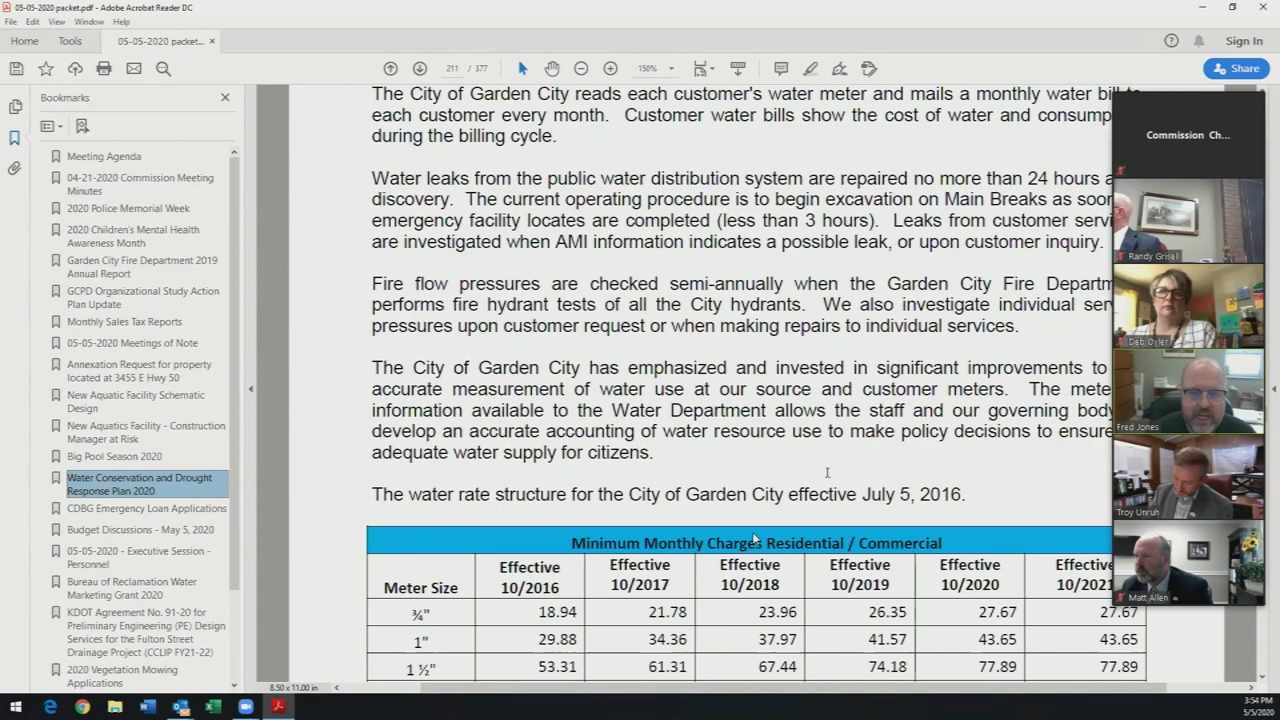 05-05-2020 packet.pdf - Adobe Acrobat Reader DC
File Edit View Window Help
Home Tools 05-05-2020 packet... × Sign In
211 / 377 150% Share
Bookmarks
Meeting Agenda
04-21-2020 Commission Meeting
Minutes
2020 Police Memorial Week
2020 Children's Mental Health
Awareness Month
Garden City Fire Department 2019
Annual Report
GCPD Organizational Study Action
Plan Update
Monthly Sales Tax Reports
05-05-2020 Meetings of Note
Annexation Request for property
located at 3455 E Hwy 50
New Aquatic Facility Schematic
Design
New Aquatics Facility - Construction
Manager at Risk
Big Pool Season 2020
Water Conservation and Drought
Response Plan 2020
CDBG Emergency Loan Applications
Budget Discussions - May 5, 2020
05-05-2020 - Executive Session -
Personnel
Bureau of Reclamation Water
Marketing Grant 2020
KDOT Agreement No. 91-20 for
Preliminary Engineering (PE) Design
Services for the Fulton Street
Drainage Project (CCLIP FY21-22)
2020 Vegetation Mowing
Applications
The City of Garden City reads each customer's water meter and mails a monthly water bill to
each customer every month. Customer water bills show the cost of water and consump
during the billing cycle.
Water leaks from the public water distribution system are repaired no more than 24 hours a
discovery. The current operating procedure is to begin excavation on Main Breaks as soon
emergency facility locates are completed (less than 3 hours). Leaks from customer servi
are investigated when AMI information indicates a possible leak, or upon customer inquiry.
Fire flow pressures are checked semi-annually when the Garden City Fire Departm
performs fire hydrant tests of all the City hydrants. We also investigate individual ser
pressures upon customer request or when making repairs to individual services.
The City of Garden City has emphasized and invested in significant improvements to
accurate measurement of water use at our source and customer meters. The mete
information available to the Water Department allows the staff and our governing body
develop an accurate accounting of water resource use to make policy decisions to ensure
adequate water supply for citizens.
The water rate structure for the City of Garden City effective July 5, 2016.
Minimum Monthly Charges Residential / Commercial
Meter Size Effective 10/2016 Effective 10/2017 Effective 10/2018 Effective 10/2019 Effective 10/2020 Effective 10/2021
¾" 18.94 21.78 23.96 26.35 27.67 27.67
1" 29.88 34.36 37.97 41.57 43.65 43.65
1 ½" 53.31 61.31 67.44 74.18 77.89 77.89
8.50 x 11.00 in
Commission Ch...
Randy Grisell
Deb Oyler
Fred Jones
Troy Unruh
Matt Allen
3:54 PM
5/5/2020